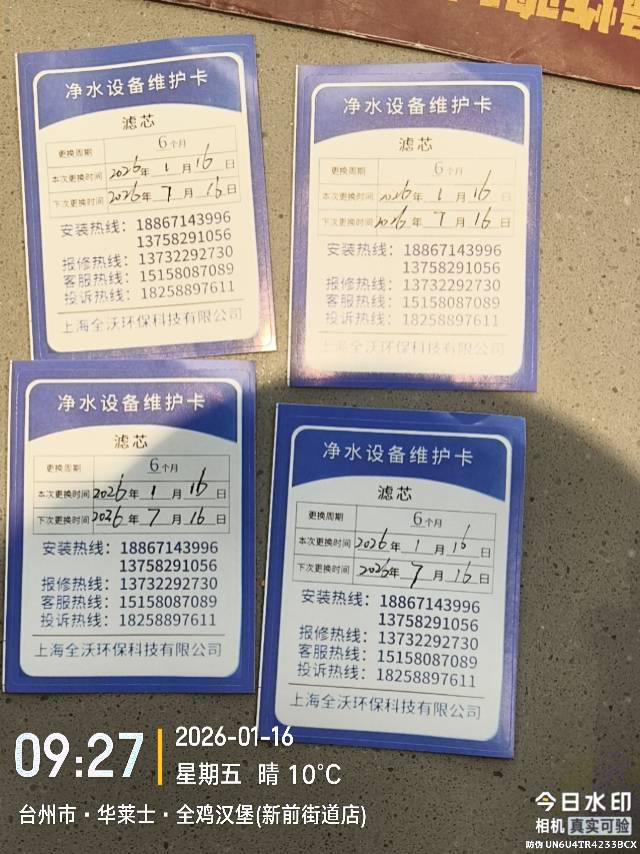 净水设备维护卡
滤芯
更换周期 6个月
本次更换时间 2026年 1月 16日
下次更换时间 2026年 7月 16日
安装热线：18867143996
13758291056
报修热线：13732292730
客服热线：15158087089
投诉热线：18258897611
上海全沃环保科技有限公司
净水设备维护卡
滤芯
更换周期 6个月
本次更换时间 2026年 1月 16日
下次更换时间 2026年 7月 16日
安装热线：18867143996
13758291056
报修热线：13732292730
客服热线：15158087089
投诉热线：18258897611
上海全沃环保科技有限公司
净水设备维护卡
滤芯
更换周期 6个月
本次更换时间 2026年 1月 16日
下次更换时间 2026年 7月 16日
安装热线：18867143996
13758291056
报修热线：13732292730
客服热线：15158087089
投诉热线：18258897611
上海全沃环保科技有限公司
净水设备维护卡
滤芯
更换周期 6个月
本次更换时间 2026年 1月 16日
下次更换时间 2026年 7月 16日
安装热线：18867143996
13758291056
报修热线：13732292730
客服热线：15158087089
投诉热线：18258897611
上海全沃环保科技有限公司
09:27
2026-01-16
星期五 晴 10°C
台州市·华莱士·全鸡汉堡(新前街道店)
今日水印
相机 真实可验
防伪 UN6U4TR4233BCX